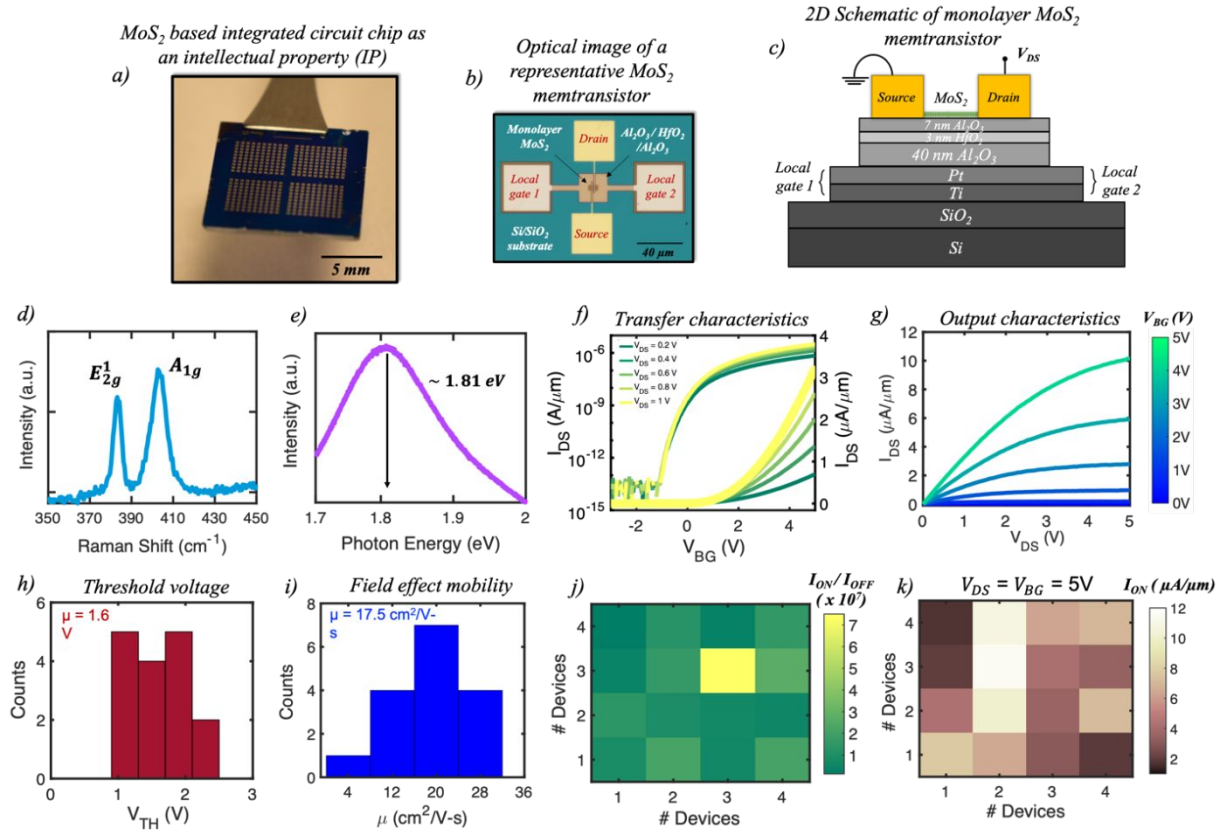 MoS2 based integrated circuit chip as
an intellectual property (IP)
a)
5 mm
Optical image of a
representative MoS2
memtransistor
b)
Monolayer
MoS2
Drain
Al2O3 / HfO2
/Al2O3
Local
gate 1
Local
gate 2
Si/SiO2
substrate
Source
40 μm
2D Schematic of monolayer MoS2
memtransistor
c)
VDS
Source
MoS2
Drain
7 nm Al2O3
3 nm HfO2
40 nm Al2O3
Local
gate 1
Pt
Ti
Local
gate 2
SiO2
Si
d)
E12g
A1g
Intensity (a.u.)
350 390 410 430 450
Raman Shift (cm-1)
e)
~ 1.81 eV
Intensity (a.u.)
1.7 1.8 1.9 2
Photon Energy (eV)
f) Transfer characteristics
VDS = 0.2 V
VDS = 0.4 V
VDS = 0.6 V
VDS = 0.8 V
VDS = 1 V
IDS (A/μm)
10-6
10-9
10-12
10-15
4
3
2
1
0
IDS (μA/μm)
-2 0 2 4
VBG (V)
g) Output characteristics
VBG (V)
IDS (μA/μm)
12
10
8
6
4
2
0
0 1 2 3 4 5
VDS (V)
5V
4V
3V
2V
1V
0V
h) Threshold voltage
μ = 1.6
V
Counts
6
4
2
0
0 1 2 3
VTH (V)
i) Field effect mobility
μ = 17.5 cm2/V-
s
Counts
8
6
4
2
0
4 12 20 28 36
μ (cm2/V-s)
j)
ION/IOFF
(x 107)
# Devices
4
3
2
1
1 2 3 4
# Devices
7
6
5
4
3
2
1
k) VDS = VBG = 5V
ION (μA/μm)
# Devices
4
3
2
1
1 2 3 4
# Devices
12
10
8
6
4
2